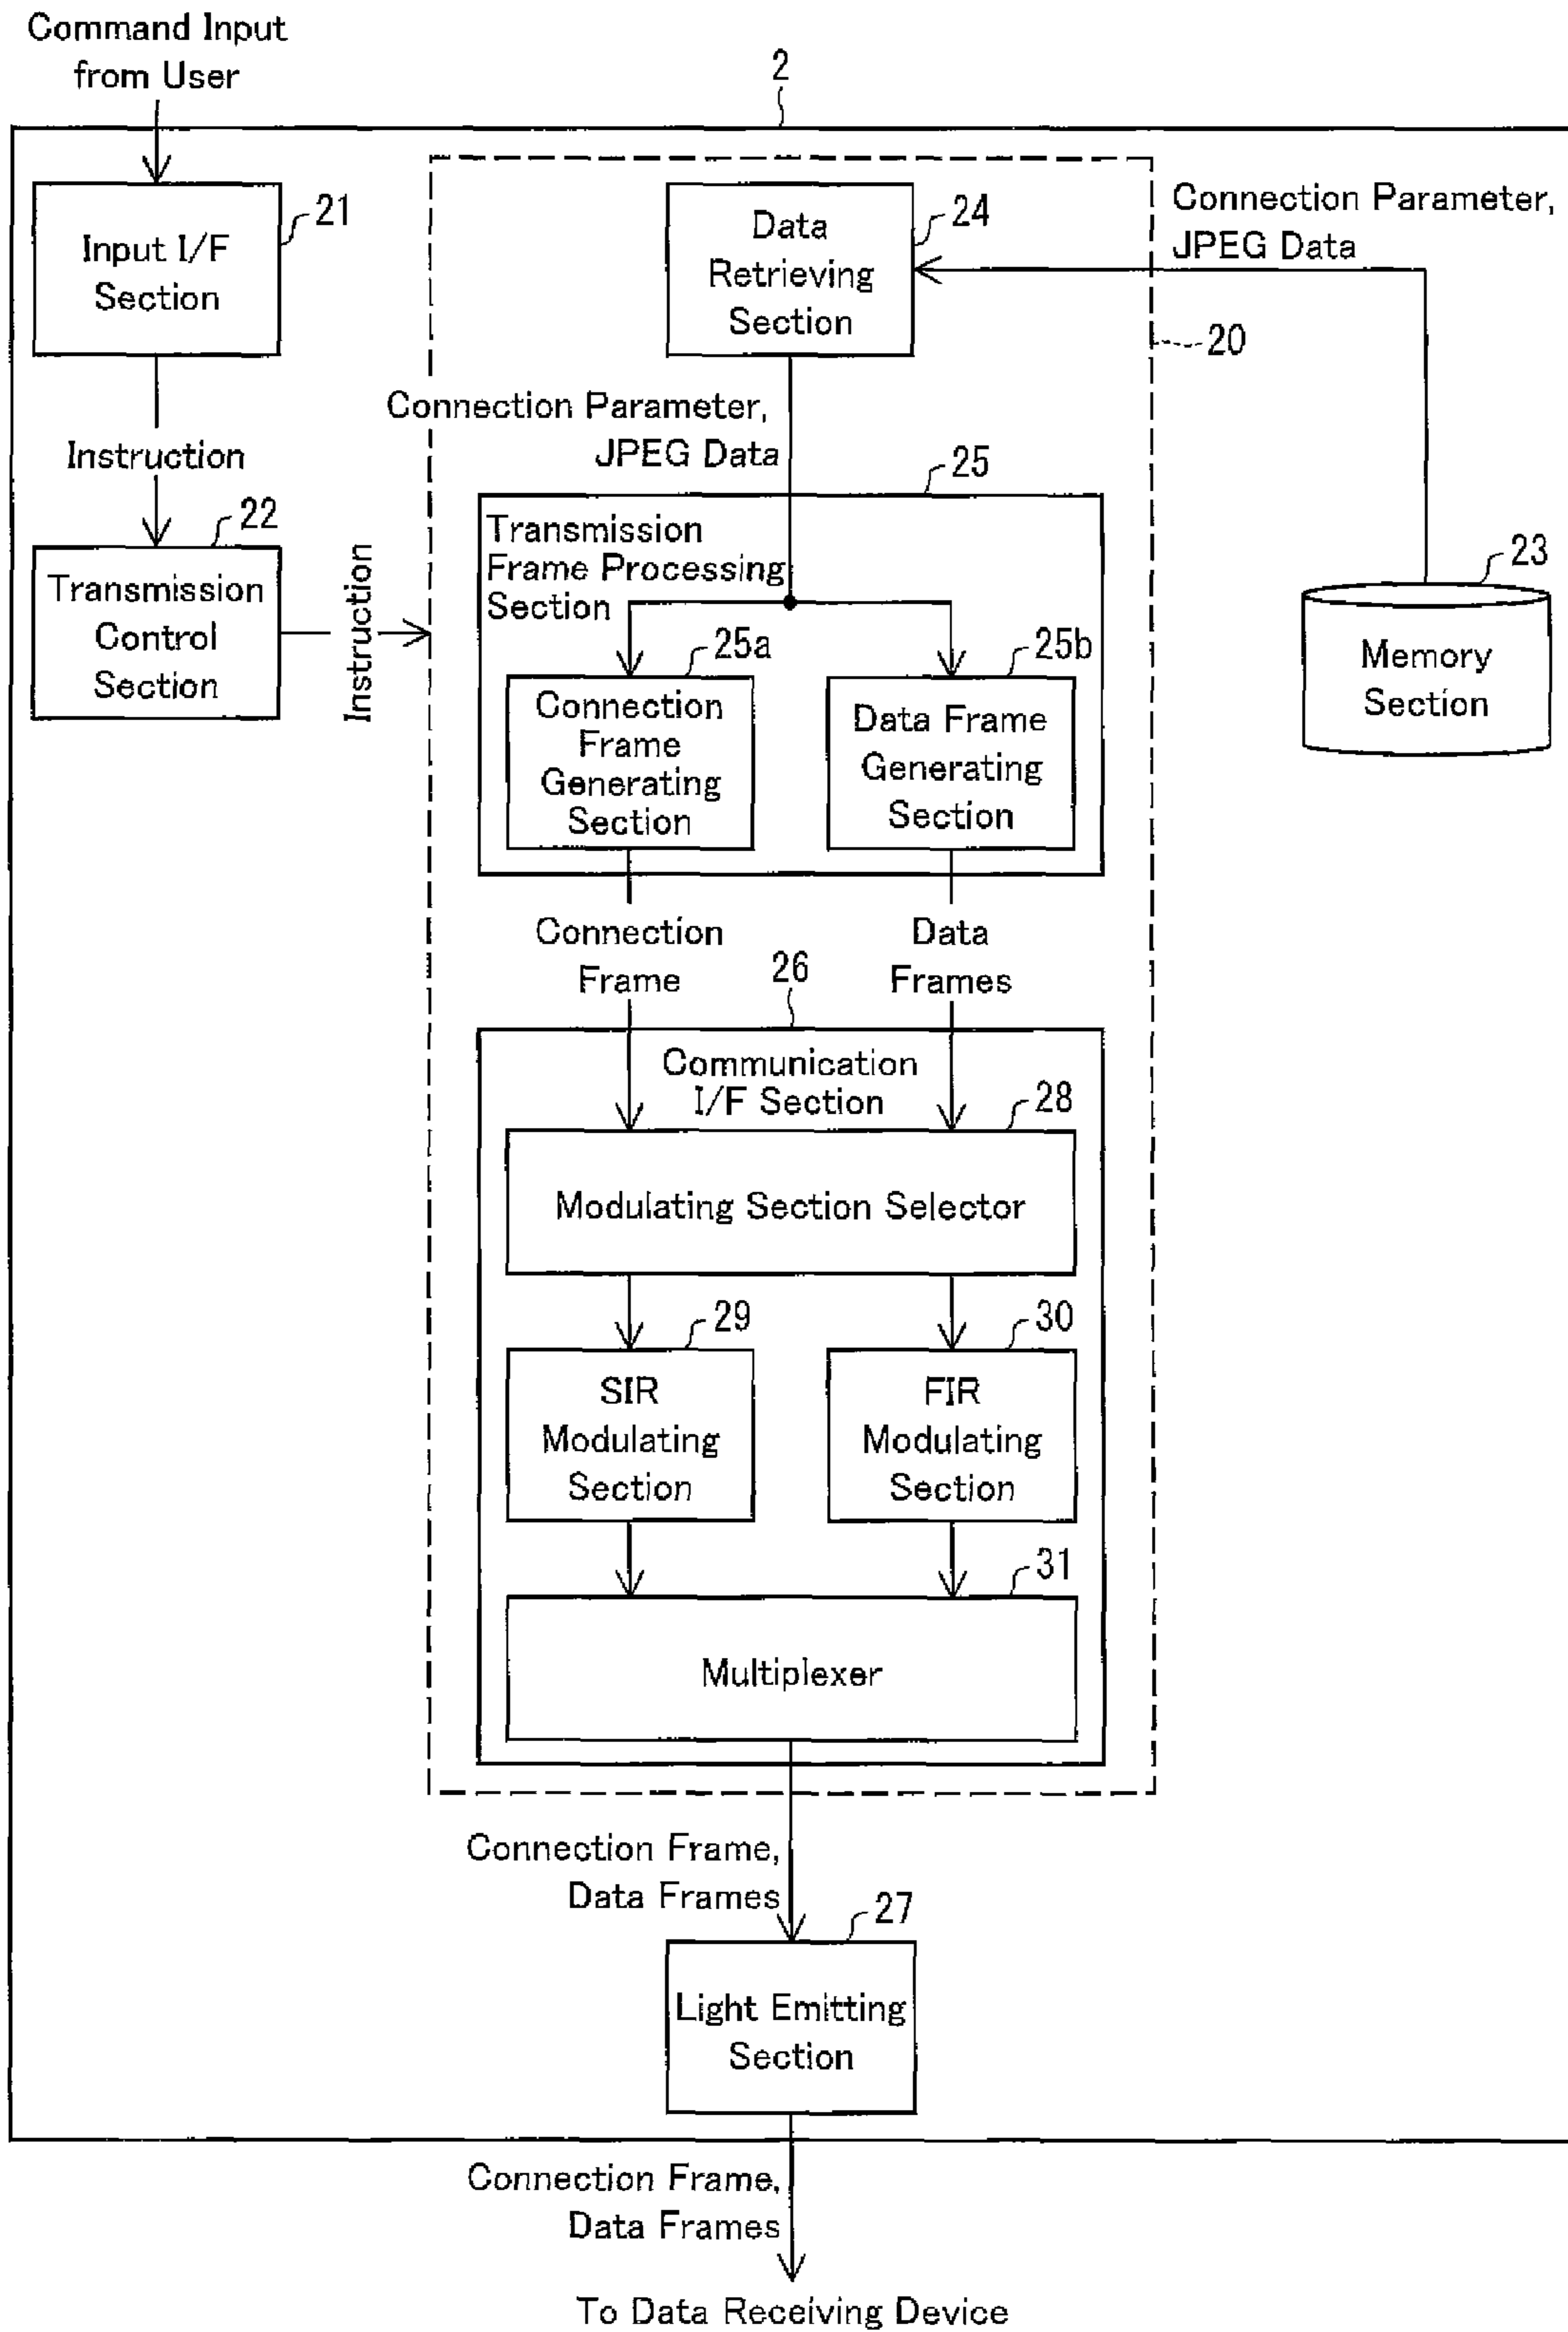 Command Input
from User
2
21
Input I/F
Section
24
Data
Retrieving
Section
Connection Parameter,
JPEG Data
20
Connection Parameter,
JPEG Data
Instruction
22
Transmission
Control
Section
Instruction
25
Transmission
Frame Processing
Section
23
Memory
Section
25a
Connection
Frame
Generating
Section
25b
Data Frame
Generating
Section
Connection
Frame
Data
Frames
26
Communication
I/F Section
28
Modulating Section Selector
29
SIR
Modulating
Section
30
FIR
Modulating
Section
31
Multiplexer
Connection Frame,
Data Frames
27
Light Emitting
Section
Connection Frame,
Data Frames
To Data Receiving Device